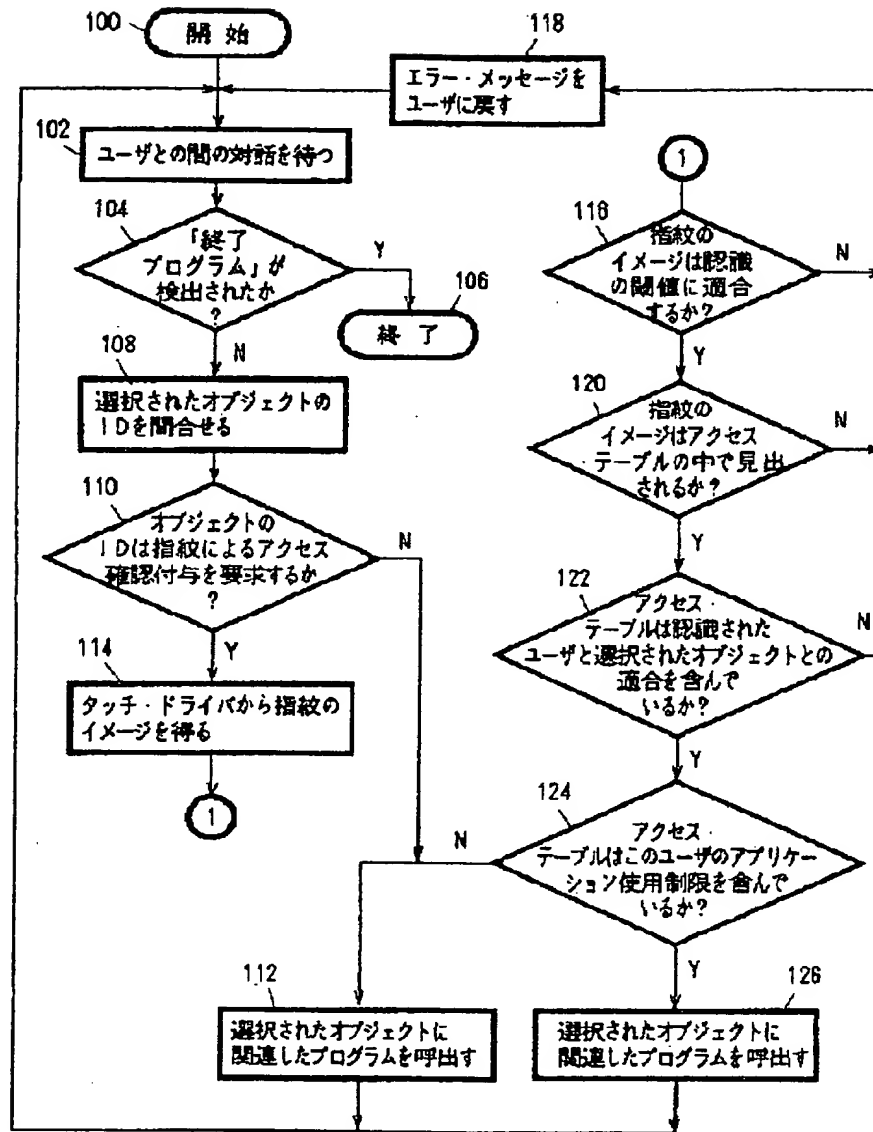 100
開 始
118
エラー・メッセージを
ユーザに戻す
102
ユーザとの間の対話を待つ
104
「終了
プログラム」が
検出されたか
?
Y
106
終 了
N
108
選択されたオブジェクトの
IDを問合せる
110
オブジェクトの
IDは指紋によるアクセス
確認付与を要求するか
?
N
Y
114
タッチ・ドライバから指紋の
イメージを得る
1
1
116
指紋の
イメージは認識
の閾値に適合
するか?
N
Y
120
指紋の
イメージはアクセス
テーブルの中で見出
されるか?
N
Y
122
アクセス・
テーブルは認識された
ユーザと選択されたオブジェクトとの
適合を含んで
いるか?
N
Y
124
アクセス・
テーブルはこのユーザのアプリケー
ション使用制限を含んで
いるか?
N
Y
112
選択されたオブジェクトに
関連したプログラムを呼出す
126
選択されたオブジェクトに
関連したプログラムを呼出す